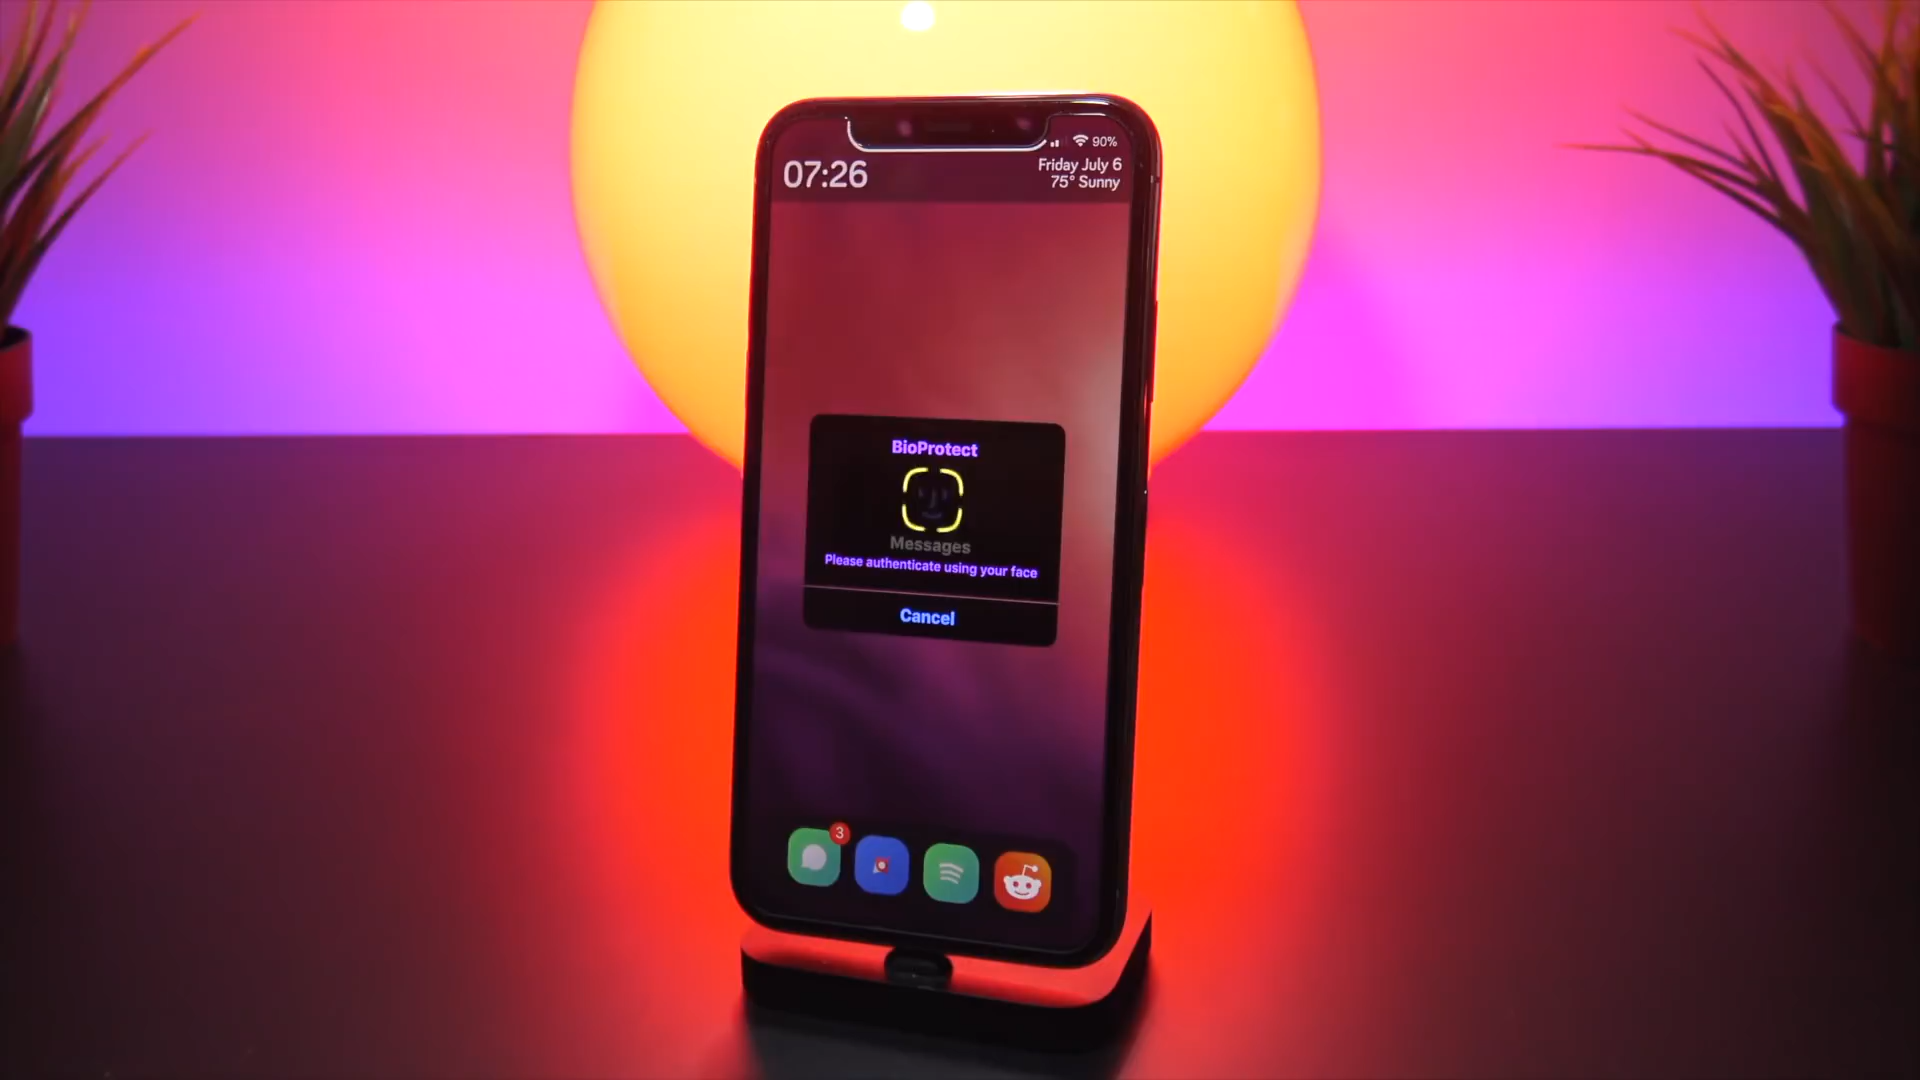 90%
07:26
Friday July 6
75° Sunny
BioProtect
Messages
Please authenticate using your face
Cancel
3